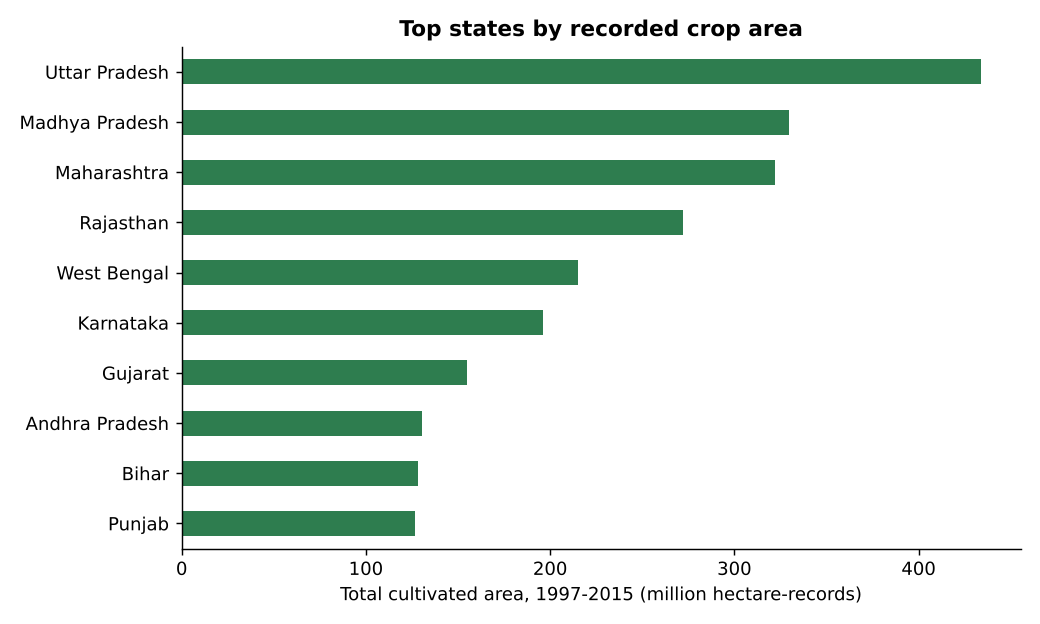 Top states by recorded crop area
Uttar Pradesh
Madhya Pradesh
Maharashtra
Rajasthan
West Bengal
Karnataka
Gujarat
Andhra Pradesh
Bihar
Punjab
0 100 200 300 400
Total cultivated area, 1997-2015 (million hectare-records)